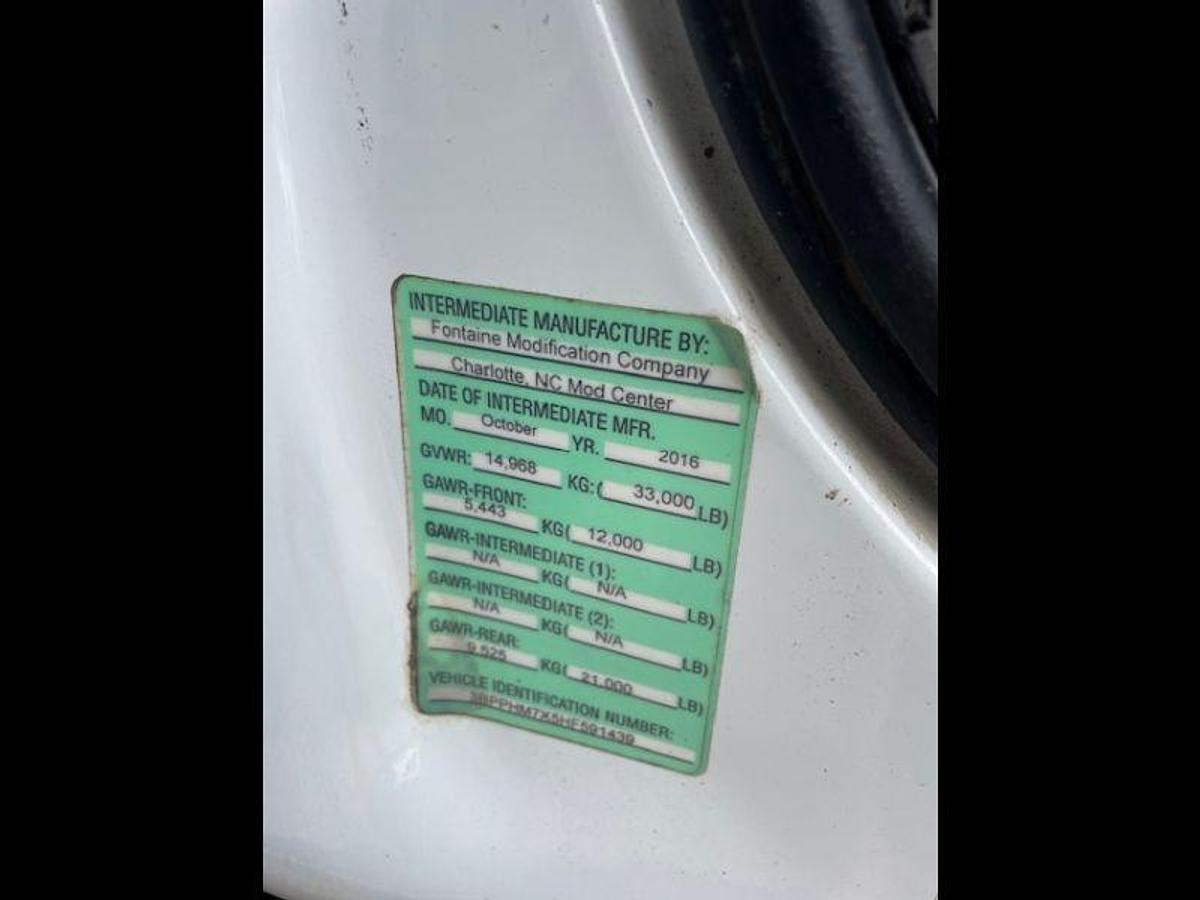 INTERMEDIATE MANUFACTURE BY:
Fontaine Modification Company
Charlotte, NC Mod Center
DATE OF INTERMEDIATE MFR.
MO. October YR. 2016
GVWR: 14,968 KG: ( 33,000 LB)
GAWR-FRONT:
5,443 KG( 12,000 LB)
GAWR-INTERMEDIATE (1):
N/A KG( N/A LB)
GAWR-INTERMEDIATE (2):
N/A KG( N/A LB)
GAWR-REAR:
9,525 KG( 21,000 LB)
VEHICLE IDENTIFICATION NUMBER: